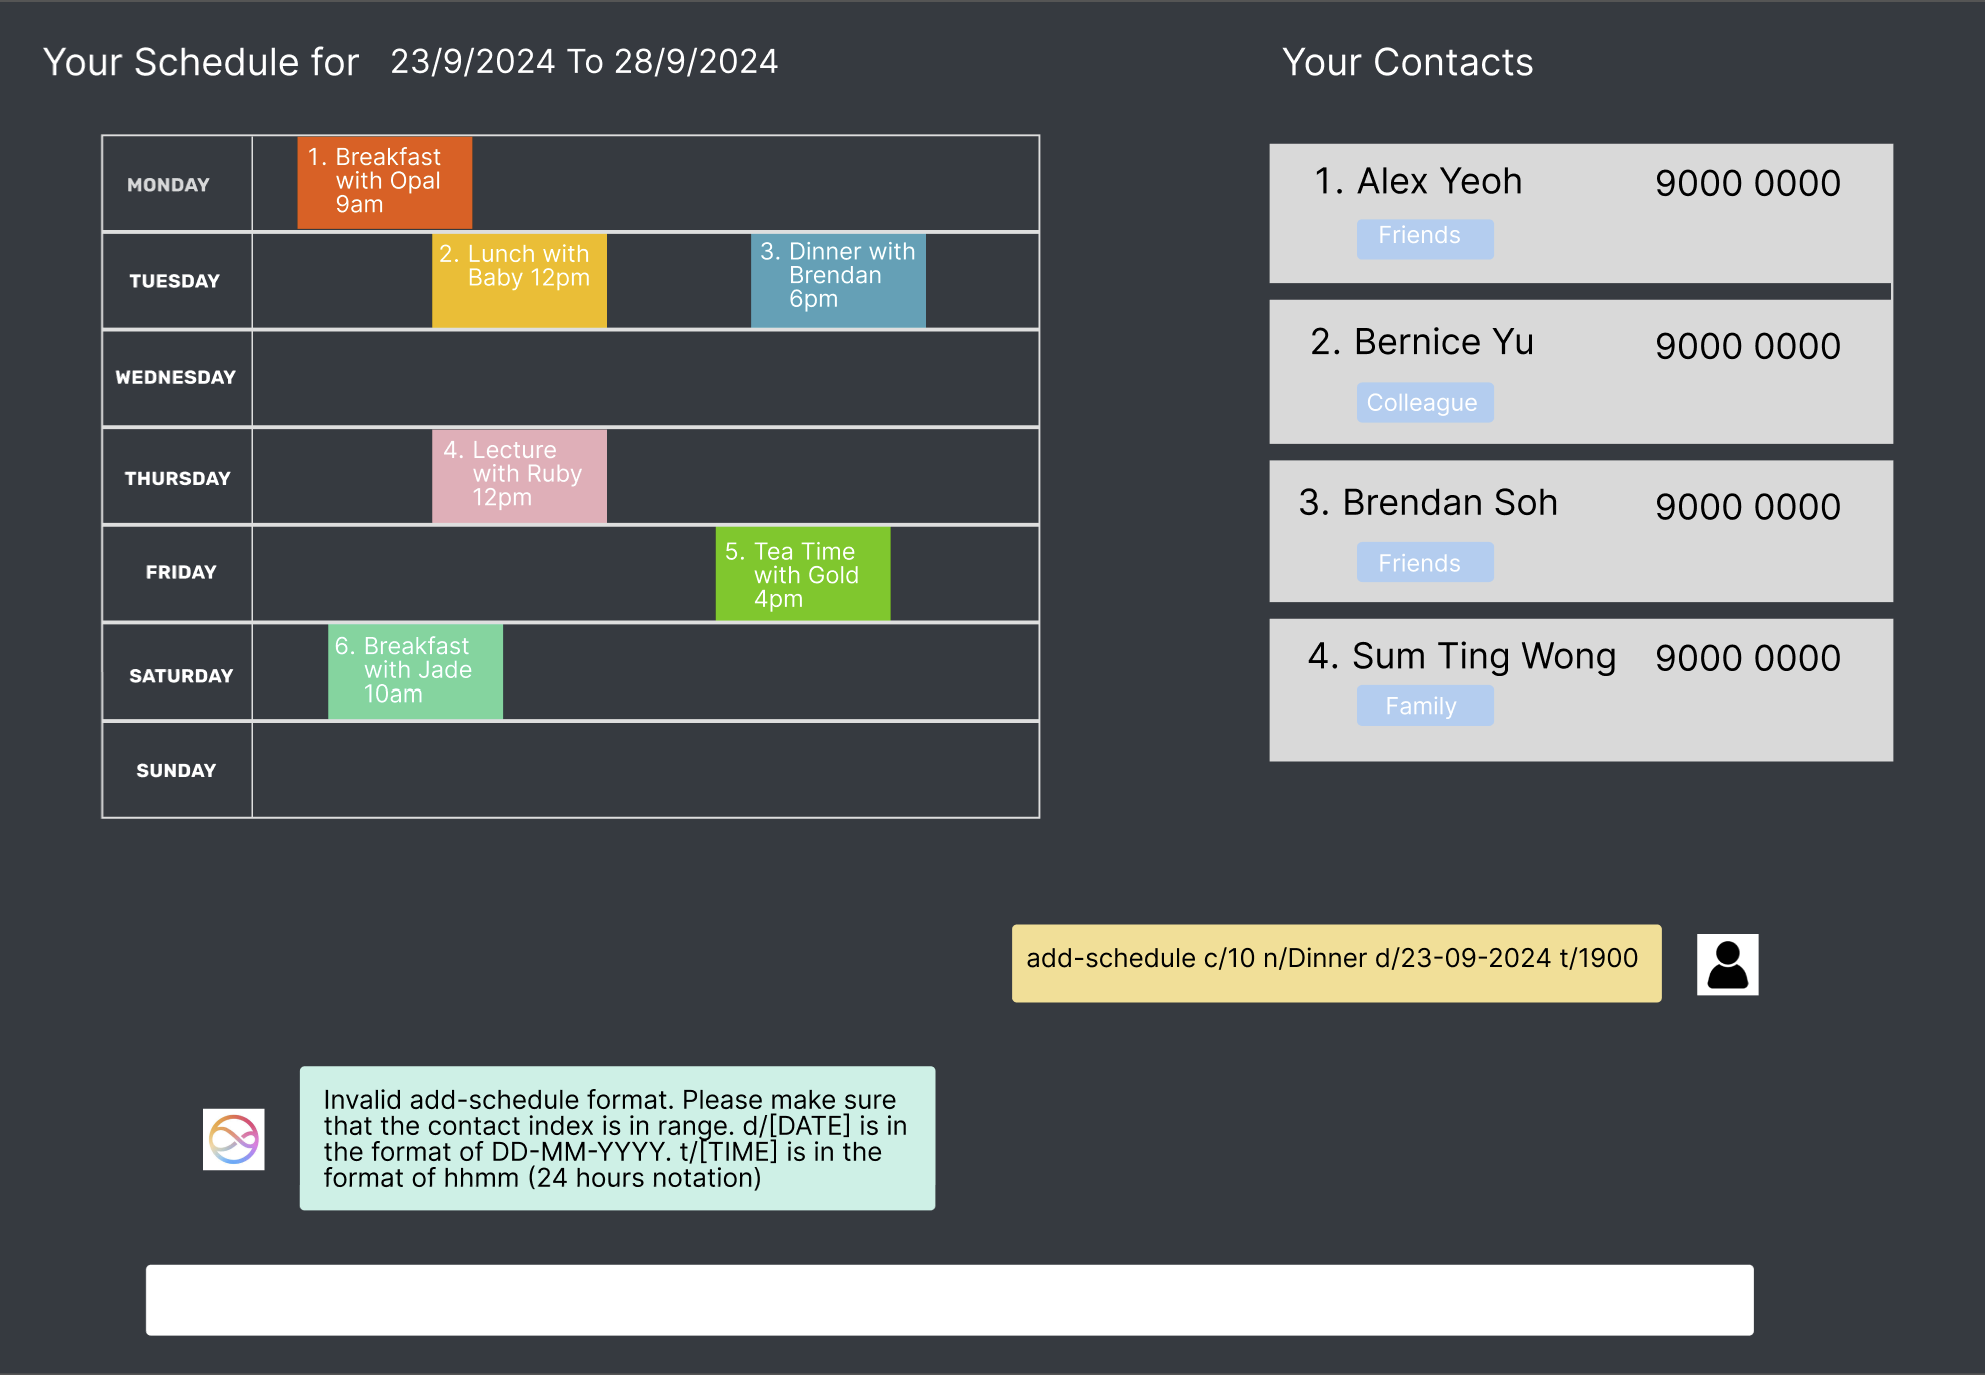 Your Schedule for 23/9/2024 To 28/9/2024
MONDAY
1. Breakfast
with Opal
9am
TUESDAY
2. Lunch with
Baby 12pm
3. Dinner with
Brendan
6pm
WEDNESDAY
THURSDAY
4. Lecture
with Ruby
12pm
FRIDAY
5. Tea Time
with Gold
4pm
SATURDAY
6. Breakfast
with Jade
10am
SUNDAY
Your Contacts
1. Alex Yeoh 9000 0000
Friends
2. Bernice Yu 9000 0000
Colleague
3. Brendan Soh 9000 0000
Friends
4. Sum Ting Wong 9000 0000
Family
add-schedule c/10 n/Dinner d/23-09-2024 t/1900
Invalid add-schedule format. Please make sure
that the contact index is in range. d/[DATE] is in
the format of DD-MM-YYYY. t/[TIME] is in the
format of hhmm (24 hours notation)